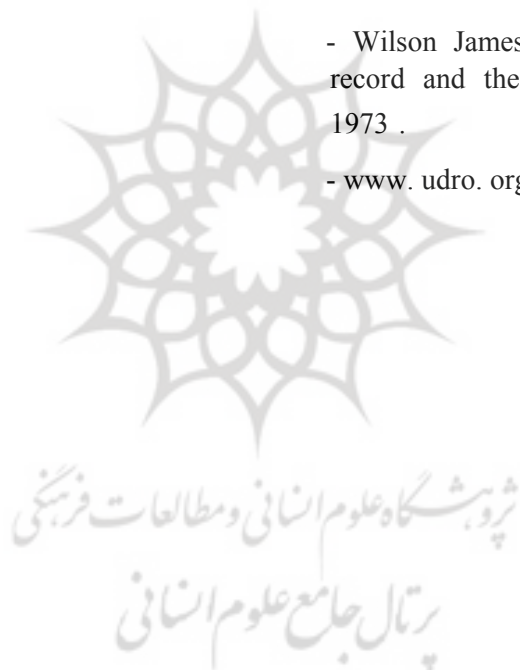 - Wilson James
record and the
1973 .
- www. udro. org
پژوهشگاه علوم انسانی و مطالعات فرهنگی
پرتال جامع علوم انسانی